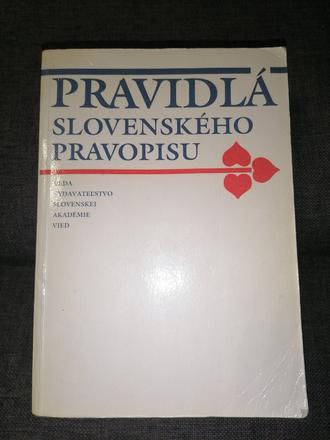 PRAVIDLÁ
SLOVENSKÉHO
PRAVOPISU
VEDA
VYDAVATEĽSTVO
SLOVENSKEJ
AKADÉMIE
VIED